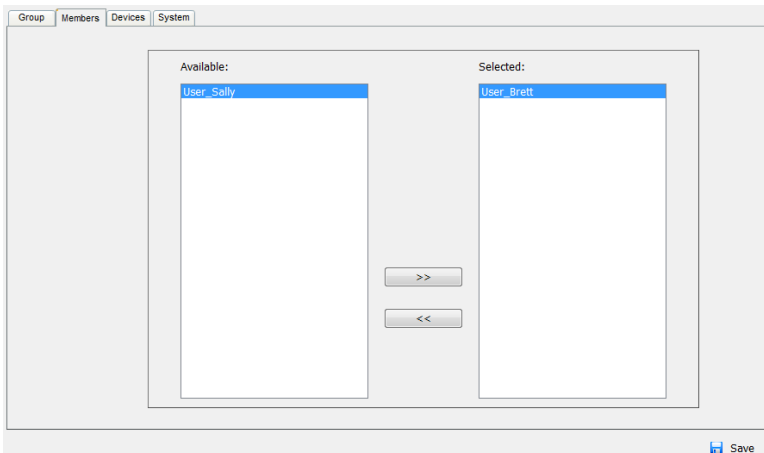 Group Members Devices System
Available: Selected:
User_Sally User_Brett
>>
<<
Save